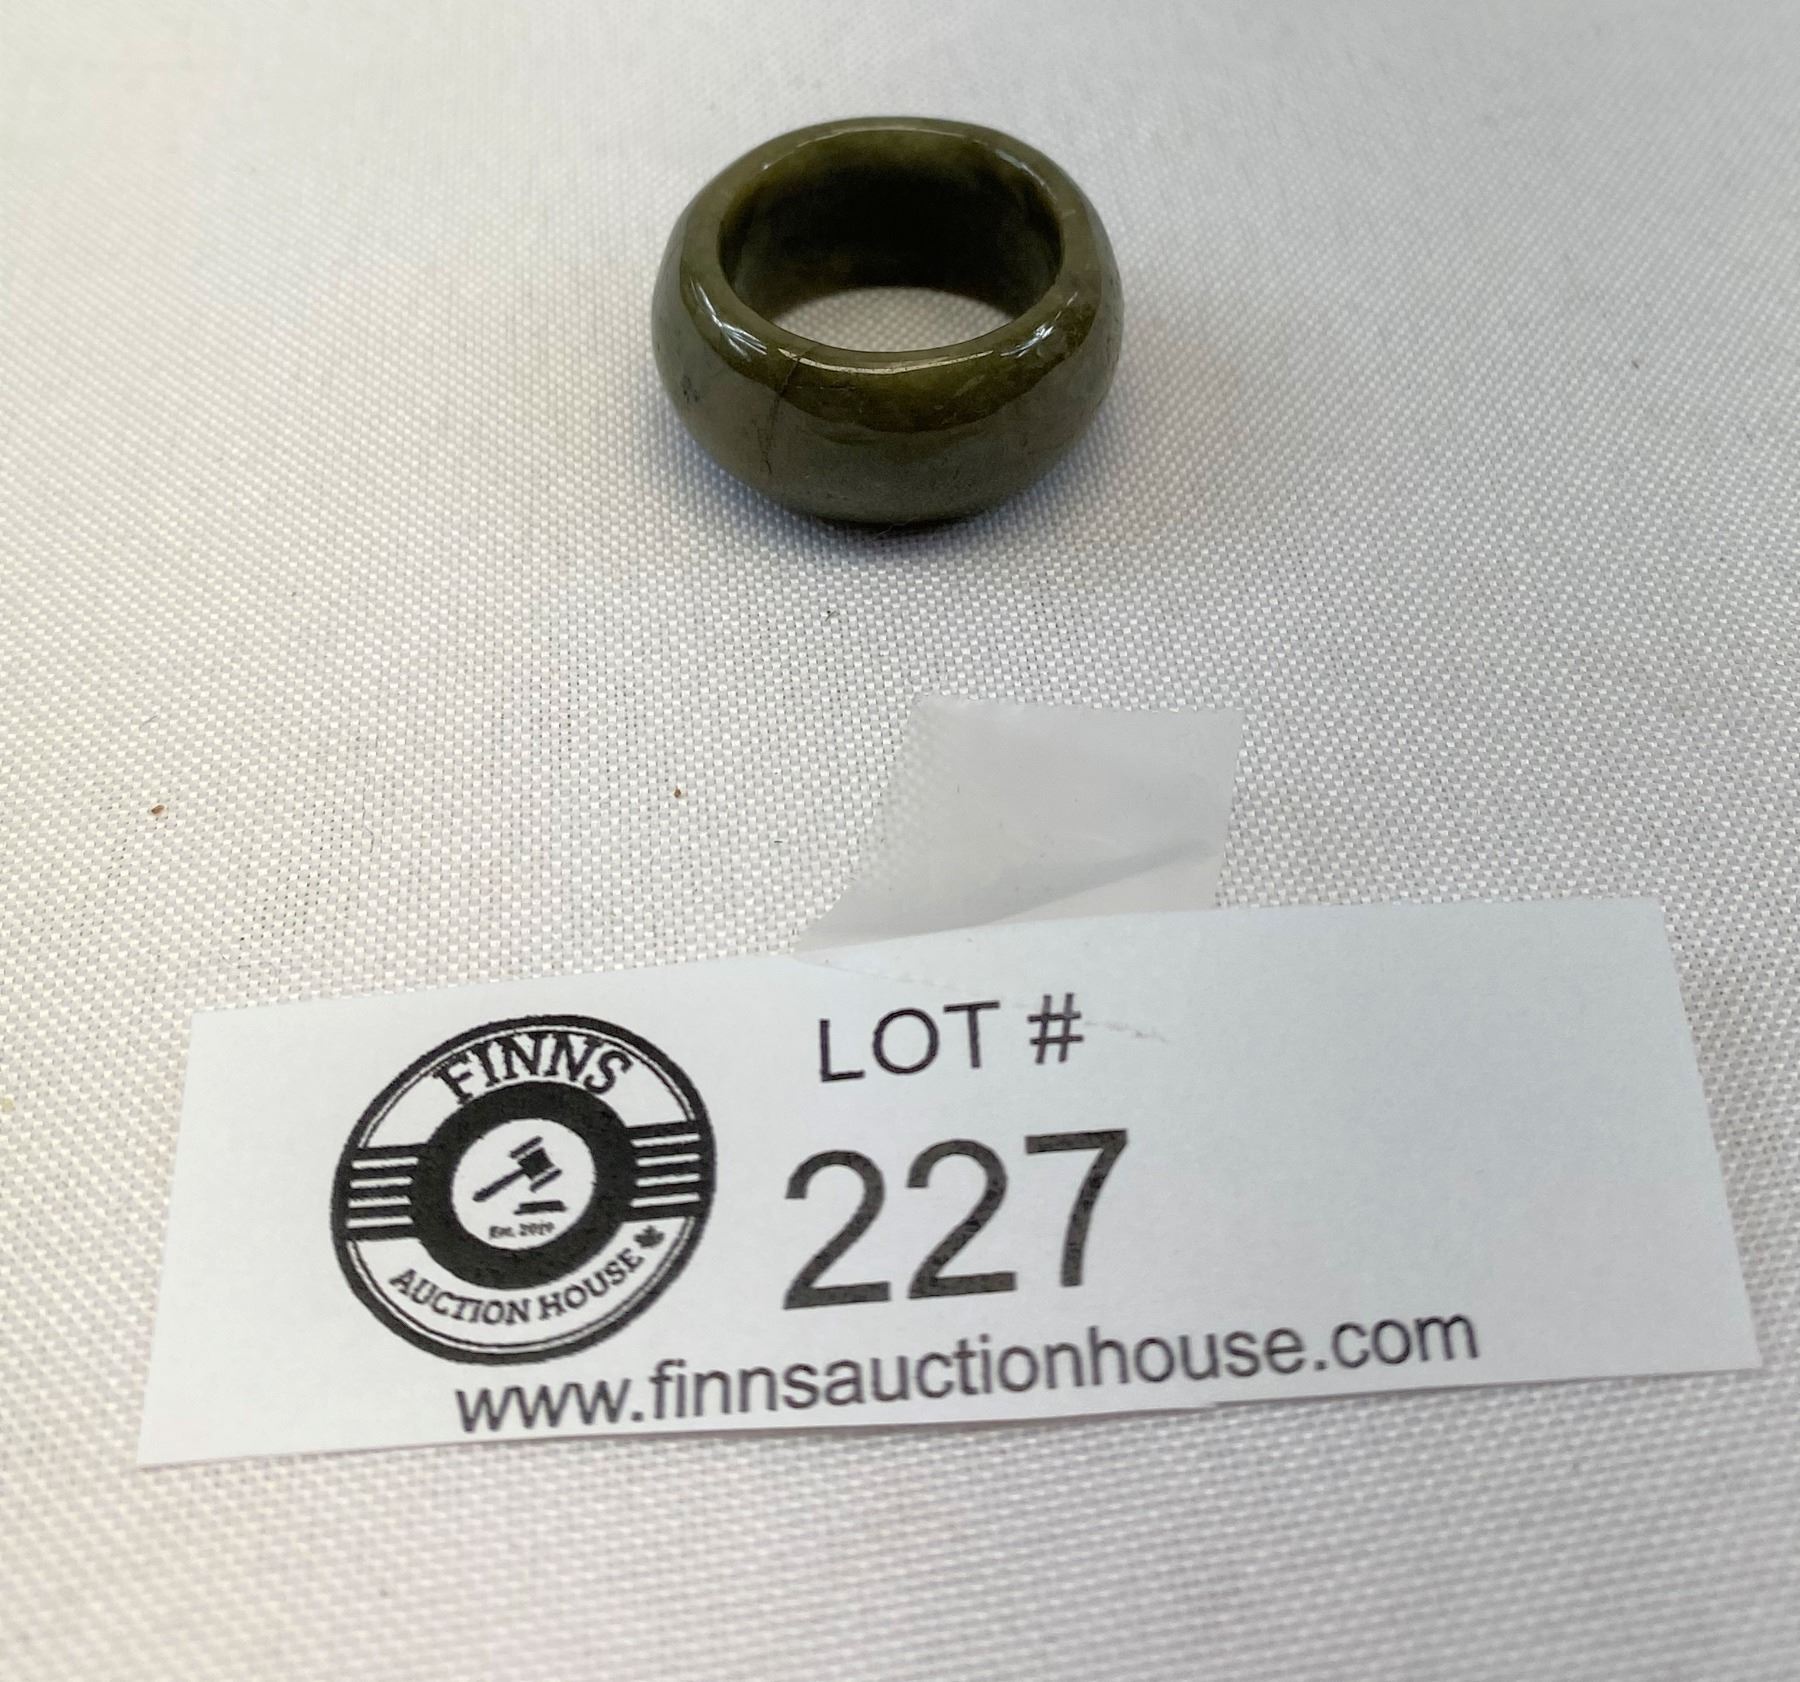 FINNS
Est. 2019
AUCTION HOUSE
LOT #
227
www.finnsauctionhouse.com